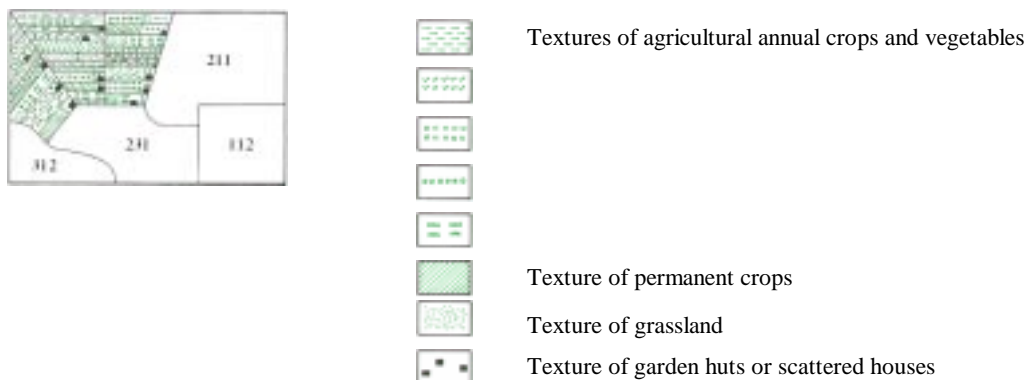 Textures of agricultural annual crops and vegetables
211
231
112
312
Texture of permanent crops
Texture of grassland
Texture of garden huts or scattered houses